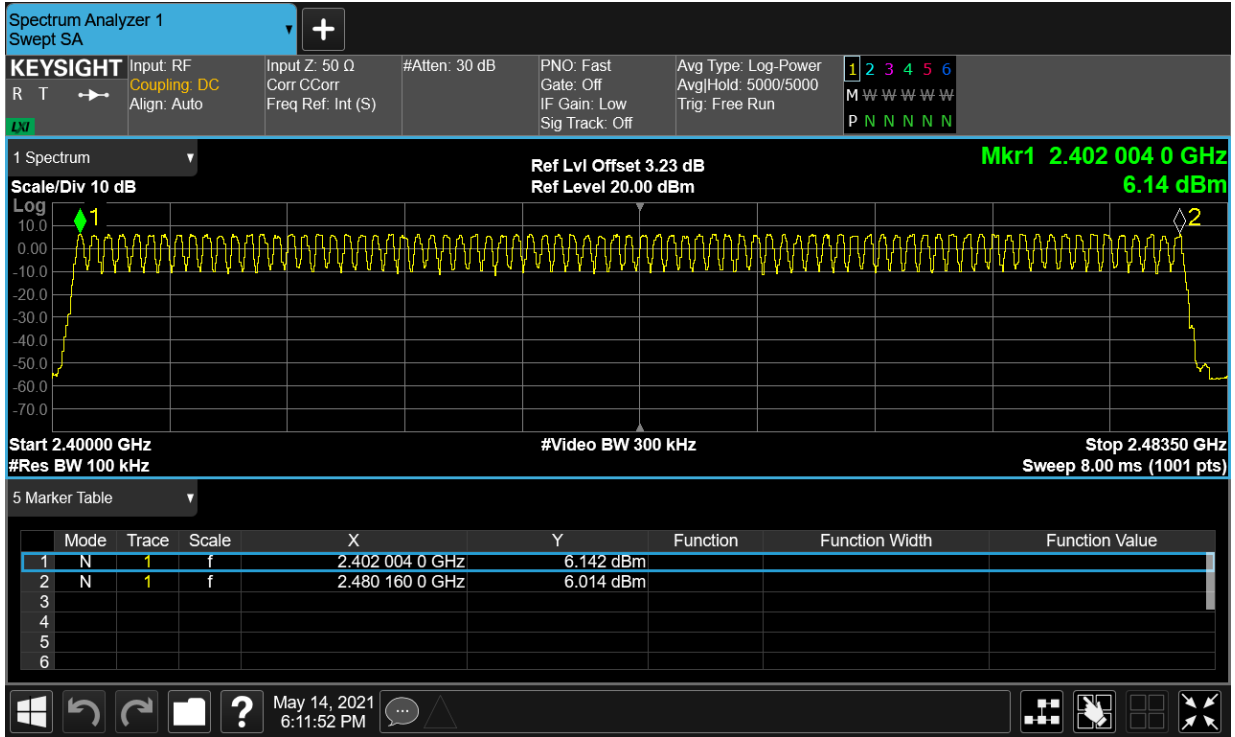 Spectrum Analyzer 1
Swept SA
KEYSIGHT
R T
LXI
Input: RF
Coupling: DC
Align: Auto
Input Z: 50 Ω
Corr CCorr
Freq Ref: Int (S)
#Atten: 30 dB
PNO: Fast
Gate: Off
IF Gain: Low
Sig Track: Off
Avg Type: Log-Power
Avg|Hold: 5000/5000
Trig: Free Run
1 2 3 4 5 6
M W W W W W
P N N N N N
1 Spectrum
Scale/Div 10 dB
Ref Lvl Offset 3.23 dB
Ref Level 20.00 dBm
Mkr1 2.402 004 0 GHz
6.14 dBm
Log
1
2
10.0
0.00
-10.0
-20.0
-30.0
-40.0
-50.0
-60.0
-70.0
Start 2.40000 GHz
#Res BW 100 kHz
#Video BW 300 kHz
Stop 2.48350 GHz
Sweep 8.00 ms (1001 pts)
5 Marker Table
Mode Trace Scale X Y Function Function Width Function Value
1 N 1 f 2.402 004 0 GHz 6.142 dBm
2 N 1 f 2.480 160 0 GHz 6.014 dBm
3
4
5
6
?
May 14, 2021
6:11:52 PM